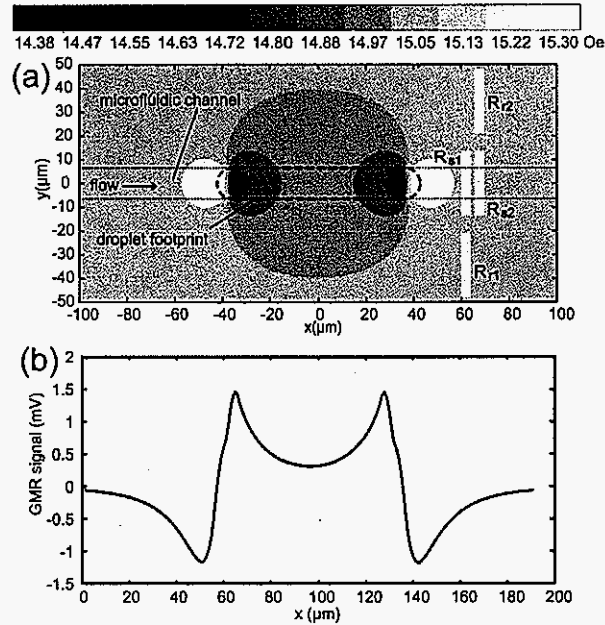 14.38 14.47 14.55 14.63 14.72 14.80 14.88 14.97 15.05 15.13 15.22 15.30 Oe
(a)
50
40
30
20
10
0
-10
-20
-30
-40
-50
y(µm)
microfluidic channel
flow
droplet footprint
Rr2
Rs1
Rs2
Rr1
-100 -80 -60 -40 -20 0 20 40 60 80 100
x(µm)
(b)
2
1.5
1
0.5
0
-0.5
-1
-1.5
GMR signal (mV)
0 20 40 60 80 100 120 140 160 180 200
x (µm)